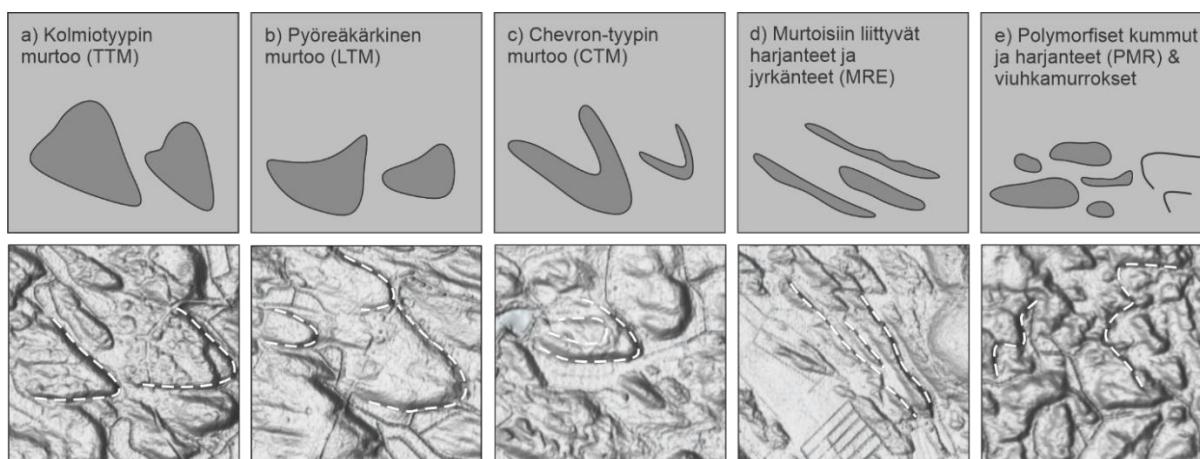 a) Kolmiotyypin
murtoo (TTM)
b) Pyöreäkärkinen
murtoo (LTM)
c) Chevron-tyypin
murtoo (CTM)
d) Murtoisiin liittyvät
harjanteet ja
jyrkänteet (MRE)
e) Polymorfiset kummut
ja harjanteet (PMR) &
viuhkamurrokset